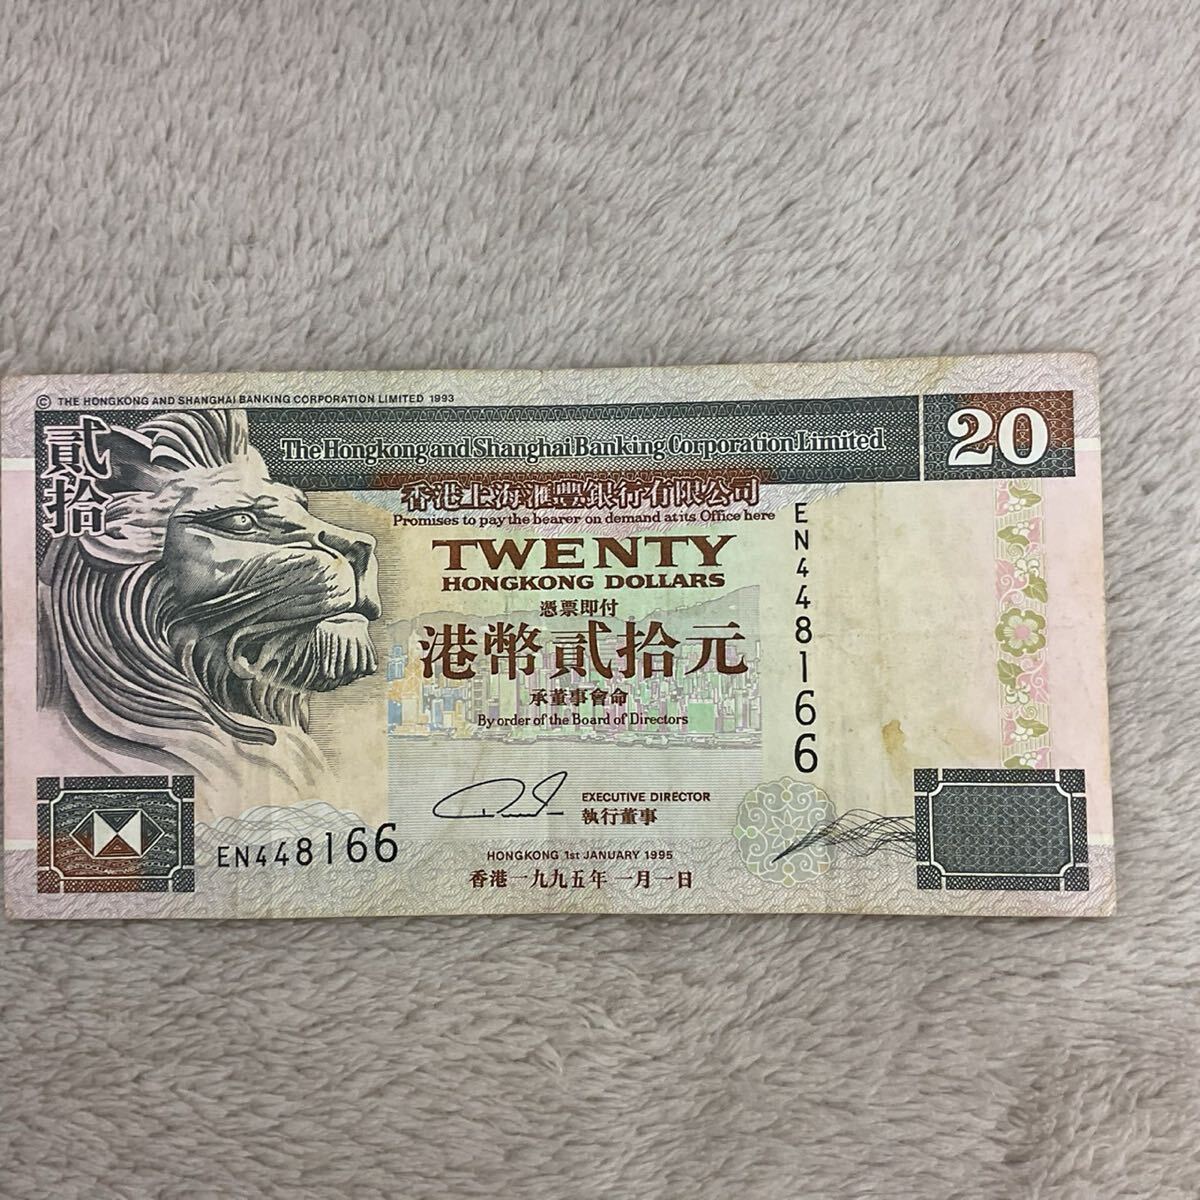 © THE HONGKONG AND SHANGHAI BANKING CORPORATION LIMITED 1993
貳拾
The Hongkong and Shanghai Banking Corporation Limited
20
香港上海滙豐銀行有限公司
Promises to pay the bearer on demand at its Office here
TWENTY
HONGKONG DOLLARS
憑票即付
港幣貳拾元
承董事會命
By order of the Board of Directors
EN448166
EXECUTIVE DIRECTOR
執行董事
EN448166
HONGKONG 1st JANUARY 1995
香港一九九五年一月一日